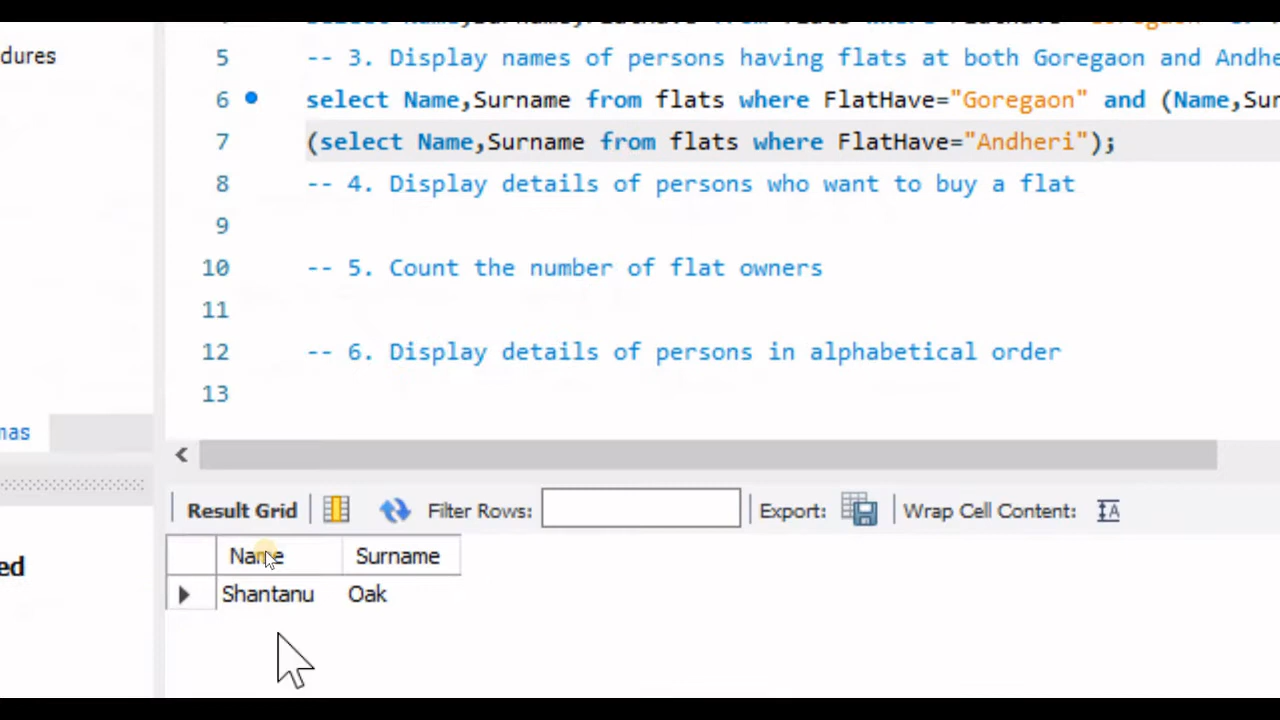 dures
5 -- 3. Display names of persons having flats at both Goregaon and Andhe
6 select Name,Surname from flats where FlatHave="Goregaon" and (Name,Sur
7 (select Name,Surname from flats where FlatHave="Andheri");
8 -- 4. Display details of persons who want to buy a flat
9
10 -- 5. Count the number of flat owners
11
12 -- 6. Display details of persons in alphabetical order
13
mas
Result Grid Filter Rows: Export: Wrap Cell Content:
ed
Name Surname
Shantanu Oak